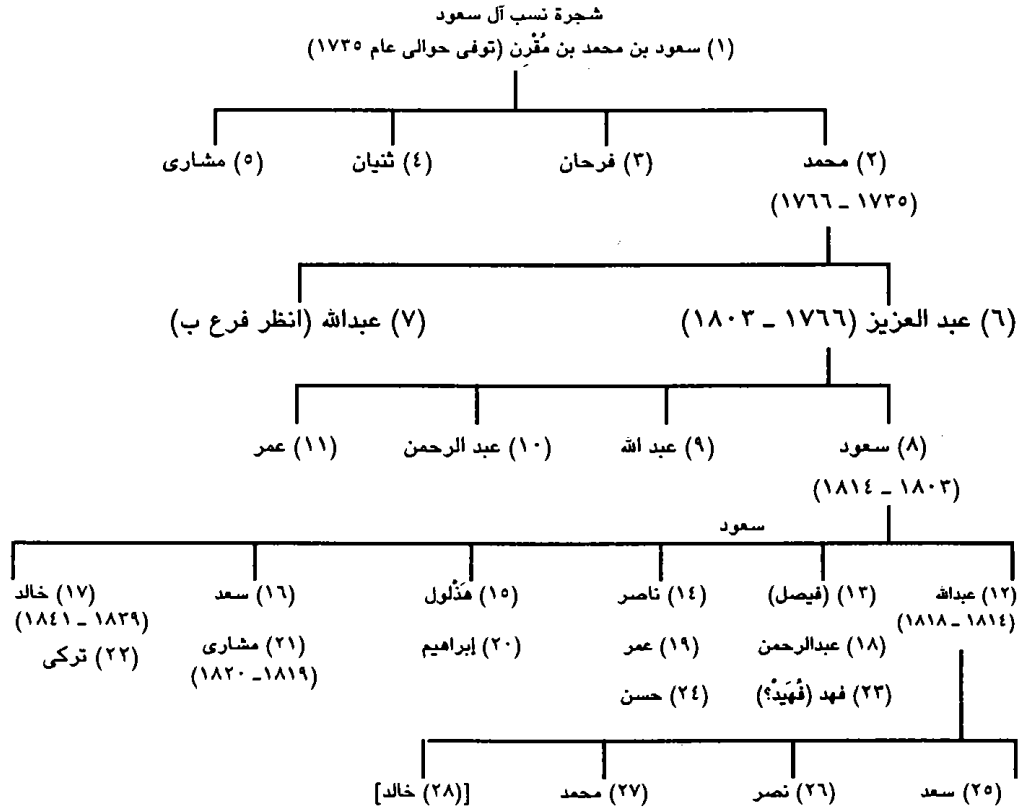 شجرة نسب آل سعود
(١) سعود بن محمد بن مُقْرِن (توفى حوالى عام ١٧٣٥)
(٢) محمد (٣) فرحان (٤) ثنيان (٥) مشارى
(١٧٣٥ ـ ١٧٦٦)
(٦) عبد العزيز (١٧٦٦ ـ ١٨٠٣) (٧) عبدالله (انظر فرع ب)
(٨) سعود (٩) عبد الله (١٠) عبد الرحمن (١١) عمر
(١٨٠٣ ـ ١٨١٤)
سعود
(١٢) عبدالله (١٣) (فيصل) (١٤) ناصر (١٥) هَذْلول (١٦) سعد (١٧) خالد
(١٨١٤ ـ ١٨١٨) (١٨٣٩ ـ ١٨٤١)
(١٨) عبدالرحمن (١٩) عمر (٢٠) إبراهيم (٢١) مشارى (٢٢) تركى
(١٨١٩ ـ ١٨٢٠)
(٢٣) فهد (فُهَيدْ؟) (٢٤) حسن
(٢٥) سعد (٢٦) نصر (٢٧) محمد [(٢٨) خالد]